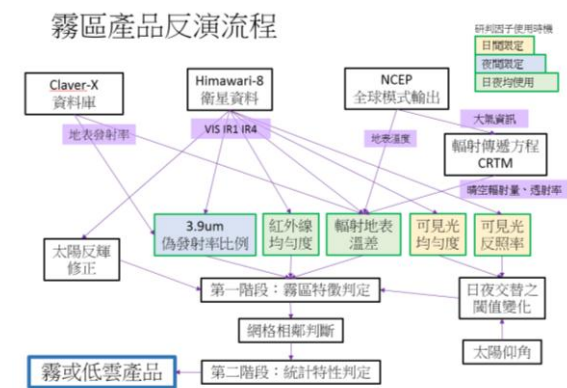 霧區產品反演流程
研判因子使用時機
日間限定
夜間限定
日夜均使用
Claver-X
資料庫
Himawari-8
衛星資料
NCEP
全球模式輸出
大氣資訊
地表發射率
VIS IR1 IR4
地表溫度
輻射傳遞方程
CRTM
晴空輻射量、透射率
太陽反輝
修正
3.9um
偽發射率比例
紅外線
均勻度
輻射地表
溫差
可見光
均勻度
可見光
反照率
第一階段：霧區特徵判定
日夜交替之
閾值變化
網格相鄰判斷
太陽仰角
霧或低雲產品
第二階段：統計特性判定